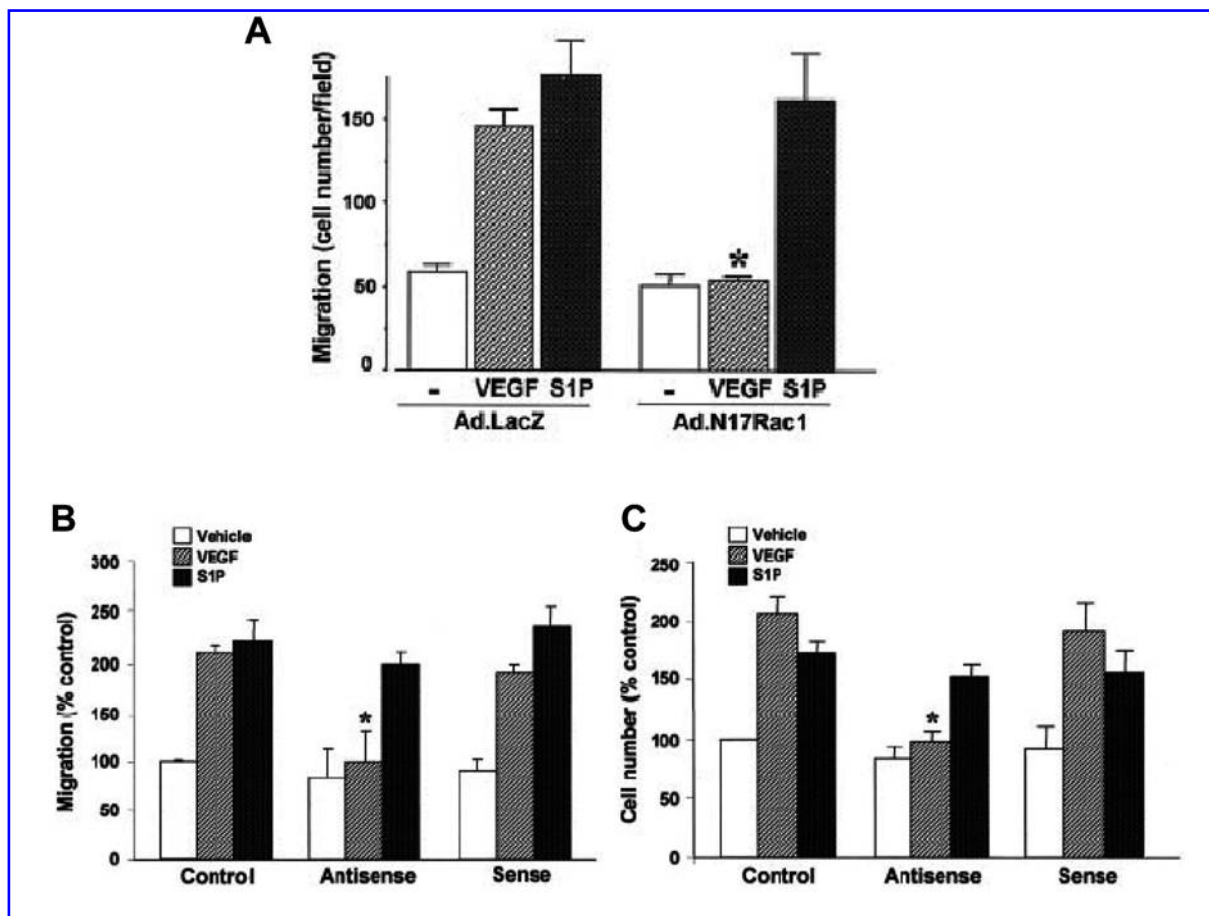 A
Migration (cell number/field)
150
100
50
0
- VEGF S1P - VEGF S1P
*
Ad.LacZ Ad.N17Rac1
B
Vehicle
VEGF
S1P
Migration (% control)
300
250
200
150
100
50
0
*
Control Antisense Sense
C
Vehicle
VEGF
S1P
Cell number (% control)
250
200
150
100
50
0
*
Control Antisense Sense